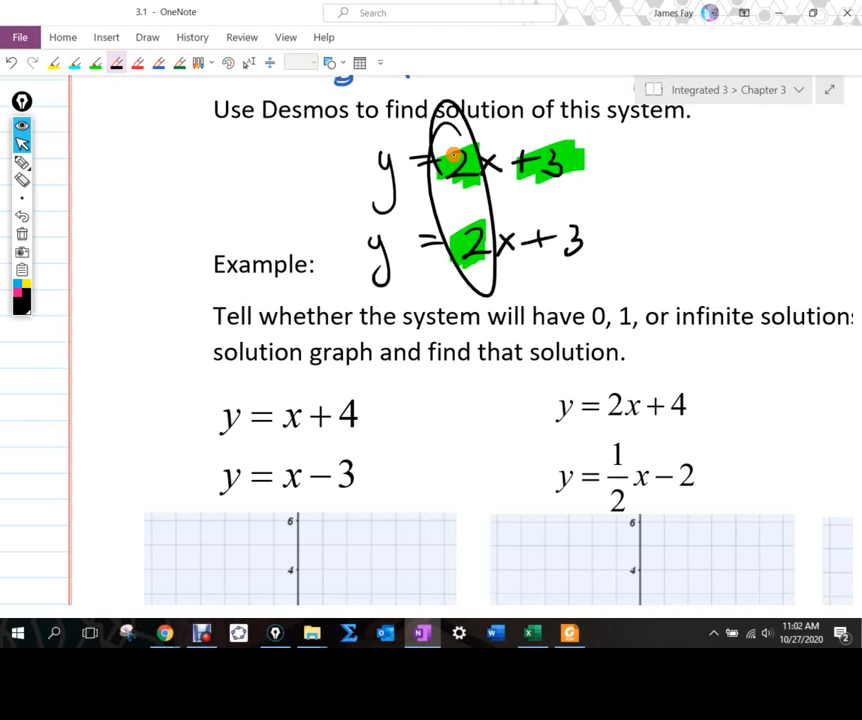 3.1 - OneNote
Search
James Fay
File Home Insert Draw History Review View Help
Integrated 3 > Chapter 3
Use Desmos to find solution of this system.
y = 2x + 3
y = 2x + 3
Example:
Tell whether the system will have 0, 1, or infinite solutions
solution graph and find that solution.
y = x + 4
y = x − 3
y = 2x + 4
y = 1/2 x − 2
6
4
6
4
11:02 AM
10/27/2020
2